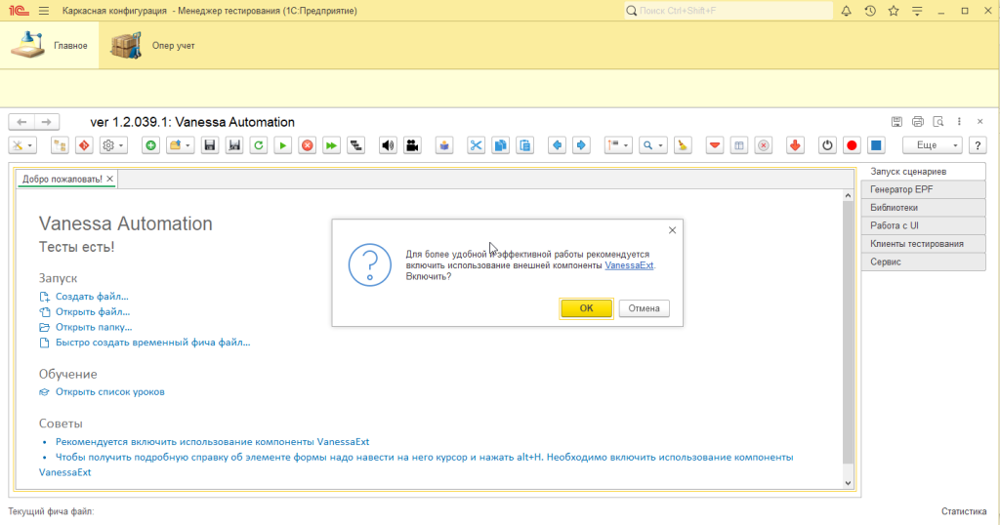 Каркасная конфигурация - Менеджер тестирования (1С:Предприятие)
Поиск Ctrl+Shift+F
Главное
Опер учет
ver 1.2.039.1: Vanessa Automation
Еще
?
Добро пожаловать!
Vanessa Automation
Тесты есть!
Запуск
Создать файл...
Открыть файл...
Открыть папку...
Быстро создать временный фича файл...
Обучение
Открыть список уроков
Советы
• Рекомендуется включить использование компоненты VanessaExt
• Чтобы получить подробную справку об элементе формы надо навести на него курсор и нажать alt+H. Необходимо включить использование компоненты
VanessaExt
Для более удобной и эффективной работы рекомендуется
включить использование внешней компоненты VanessaExt.
Включить?
OK
Отмена
Запуск сценариев
Генератор EPF
Библиотеки
Работа с UI
Клиенты тестирования
Сервис
Текущий фича файл:
Статистика